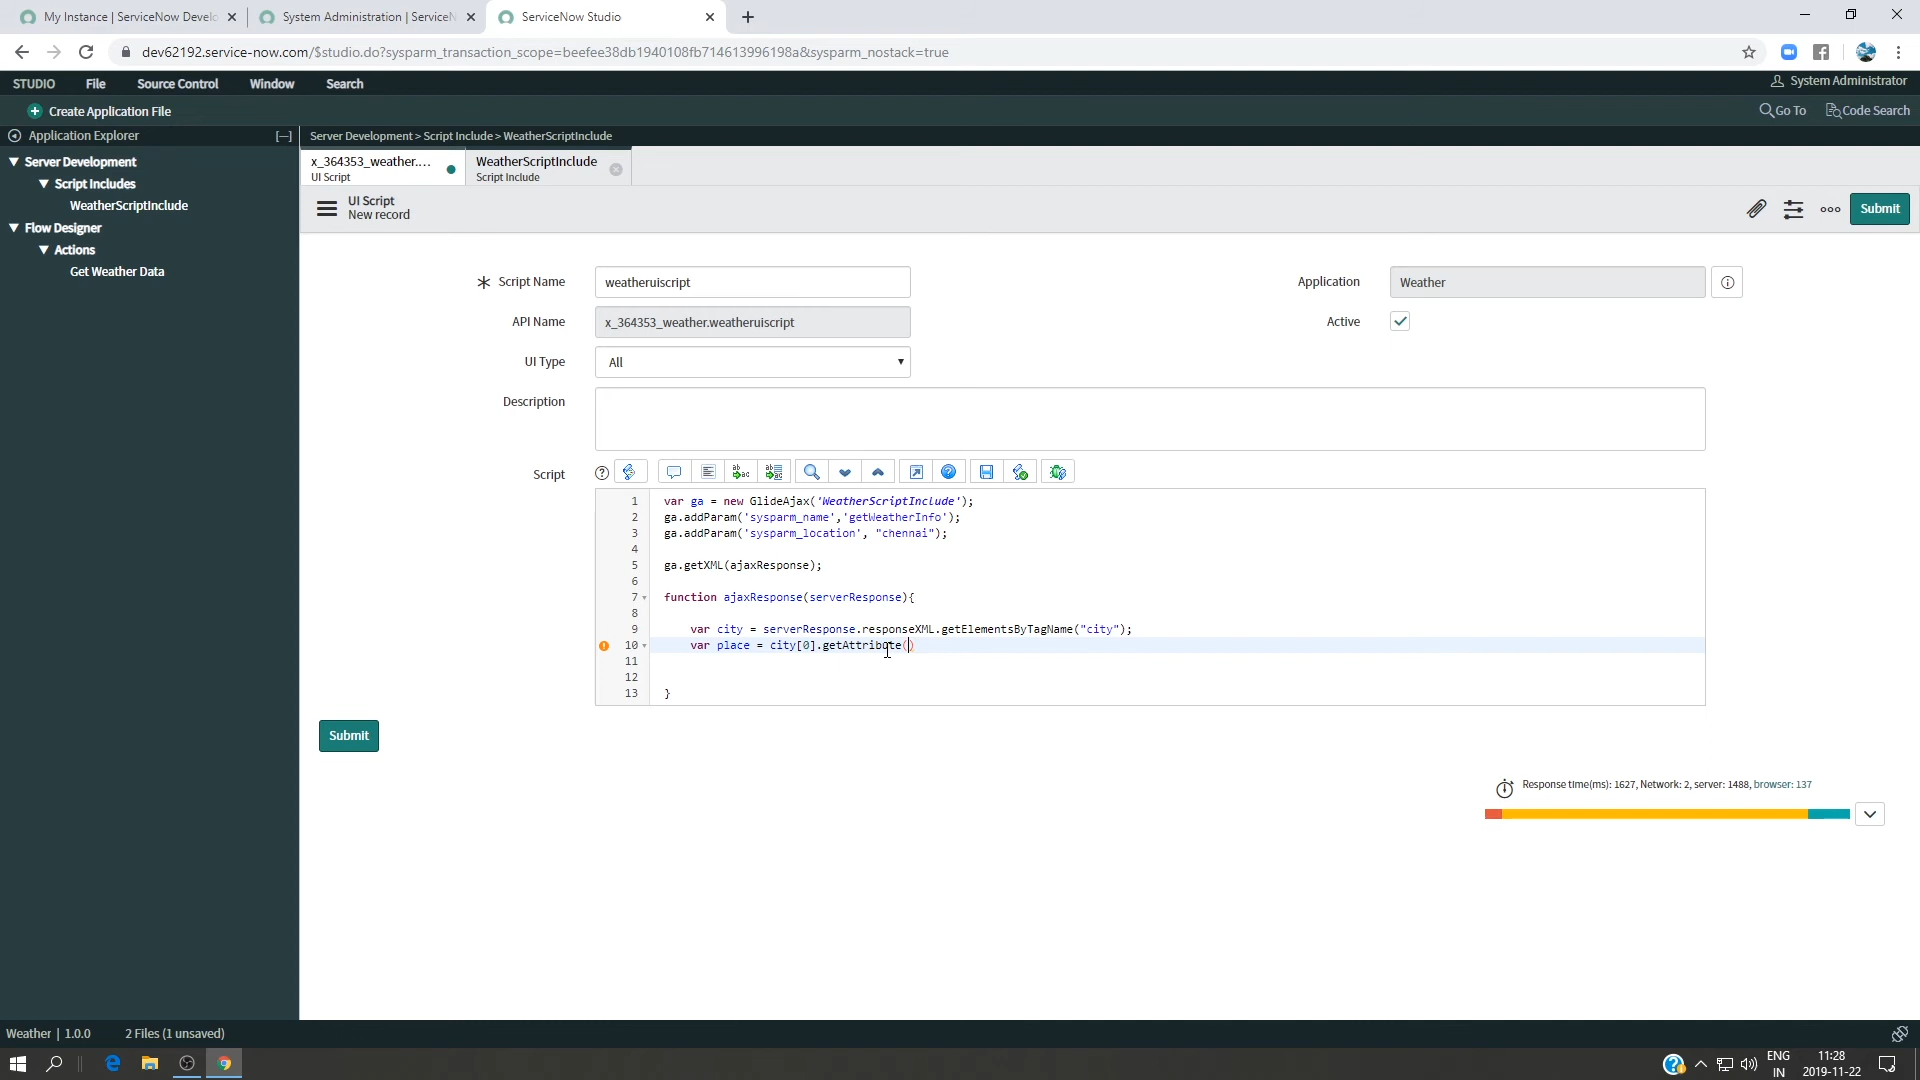 My Instance | ServiceNow Develo
System Administration | ServiceN
ServiceNow Studio
dev62192.service-now.com/$studio.do?sysparm_transaction_scope=beefee38db1940108fb714613996198a&sysparm_nostack=true
STUDIO File Source Control Window Search
System Administrator
Create Application File
Go To Code Search
Application Explorer
[—]
Server Development > Script Include > WeatherScriptInclude
Server Development
Script Includes
WeatherScriptInclude
Flow Designer
Actions
Get Weather Data
x_364353_weather....
UI Script
WeatherScriptInclude
Script Include
UI Script
New record
Submit
Script Name weatheruiscript
Application Weather
API Name x_364353_weather.weatheruiscript
Active
UI Type All
Description
Script
1 var ga = new GlideAjax('WeatherScriptInclude');
2 ga.addParam('sysparm_name','getWeatherInfo');
3 ga.addParam('sysparm_location', "chennai");
4
5 ga.getXML(ajaxResponse);
6
7 function ajaxResponse(serverResponse){
8
9 var city = serverResponse.responseXML.getElementsByTagName("city");
10 var place = city[0].getAttribute()
11
12
13 }
Submit
Response time(ms): 1627, Network: 2, server: 1488, browser: 137
Weather | 1.0.0 2 Files (1 unsaved)
ENG
IN
11:28
2019-11-22